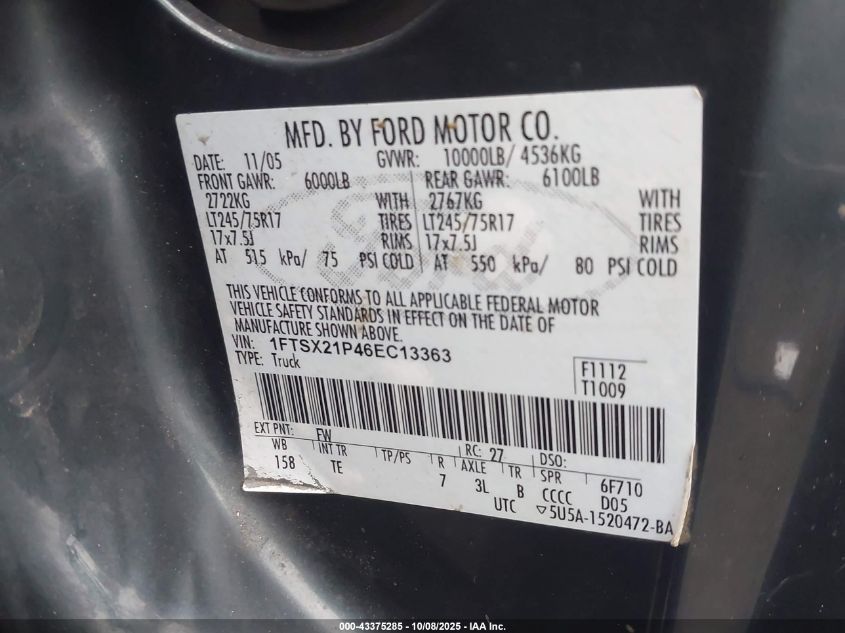 MFD. BY FORD MOTOR CO.
DATE: 11/05 GVWR: 10000LB/ 4536KG
FRONT GAWR: 6000LB REAR GAWR: 6100LB
2722KG WITH 2767KG WITH
LT245/75R17 TIRES LT245/75R17 TIRES
17x7.5J RIMS 17x7.5J RIMS
AT 515 kPa/ 75 PSI COLD AT 550 kPa/ 80 PSI COLD
THIS VEHICLE CONFORMS TO ALL APPLICABLE FEDERAL MOTOR
VEHICLE SAFETY STANDARDS IN EFFECT ON THE DATE OF
MANUFACTURE SHOWN ABOVE.
VIN: 1FTSX21P46EC13363
TYPE: Truck
F1112
T1009
EXT PNT: FW RC: 27 DSO:
WB INT TR TP/PS R AXLE TR SPR 6F710
158 TE 7 3L B CCCC D05
UTC ▽5U5A-1520472-BA
000-43375285 - 10/08/2025 - IAA Inc.